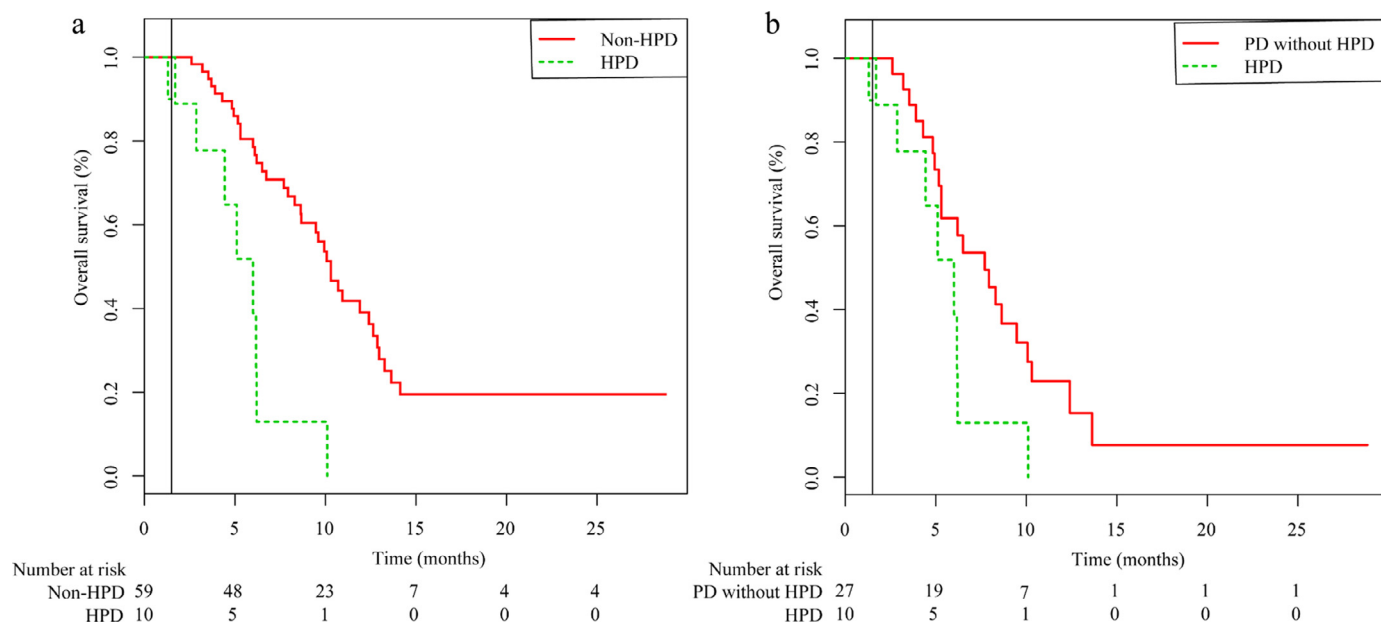 a
Non-HPD
HPD
Overall survival (%)
1.0
0.8
0.6
0.4
0.2
0.0
0 5 10 15 20 25
Time (months)
Number at risk
Non-HPD 59 48 23 7 4 4
HPD 10 5 1 0 0 0
b
PD without HPD
HPD
Overall survival (%)
1.0
0.8
0.6
0.4
0.2
0.0
0 5 10 15 20 25
Time (months)
Number at risk
PD without HPD 27 19 7 1 1 1
HPD 10 5 1 0 0 0